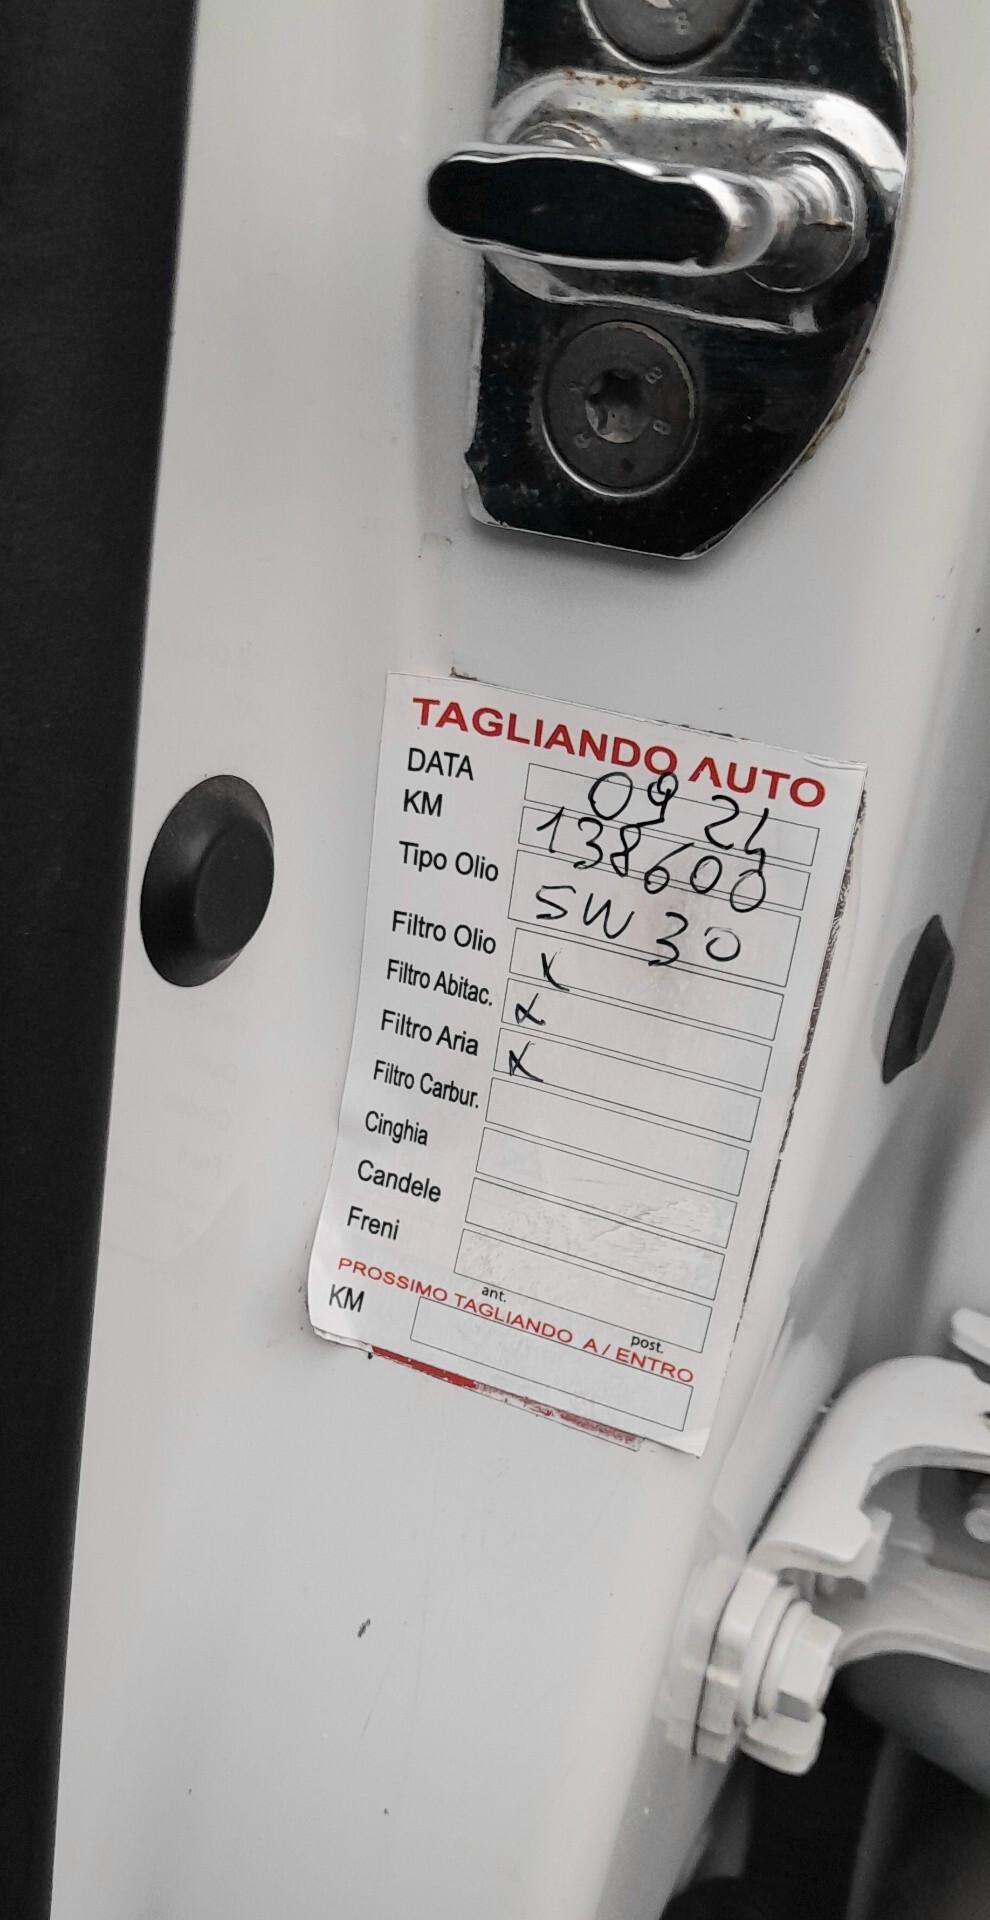 TAGLIANDO AUTO
DATA 09 24
KM 138600
Tipo Olio 5W30
Filtro Olio x
Filtro Abitac. x
Filtro Aria x
Filtro Carbur.
Cinghia
Candele
Freni
ant. post.
PROSSIMO TAGLIANDO A / ENTRO
KM